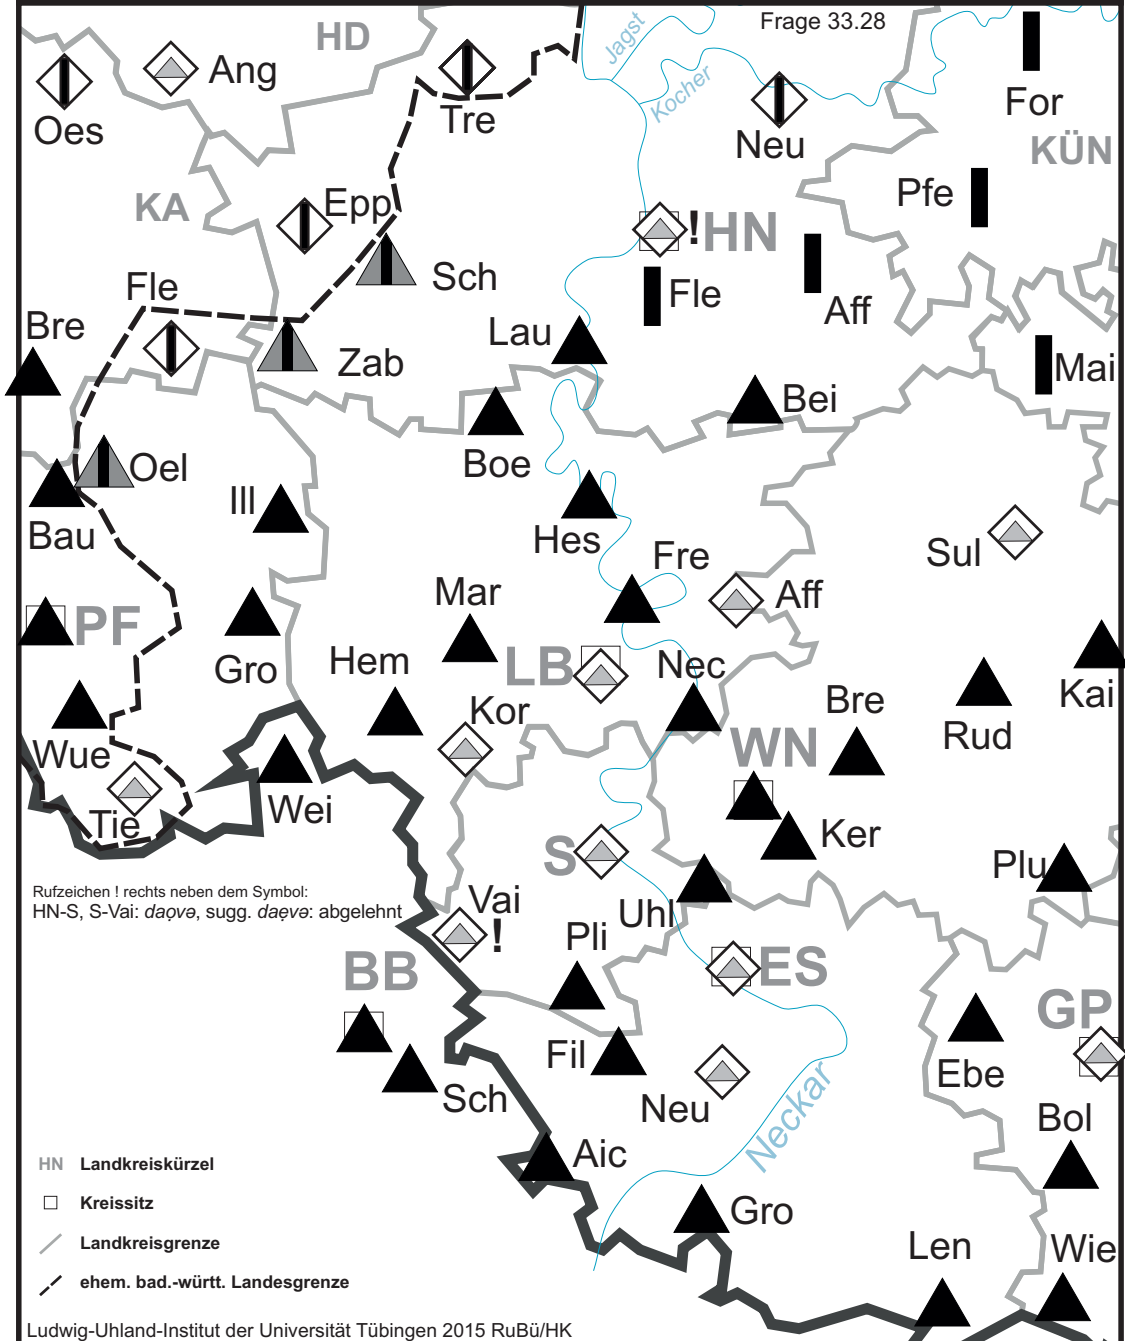 Frage 33.28
Jagst
HD
Ang
Kocher
For
Oes
Tre
Neu
KÜN
KA
Epp
Pfe
!HN
Sch
Fle
Fle
Aff
Bre
Lau
Zab
Mai
Bei
Boe
Oel
Ill
Bau
Hes
Sul
Fre
Mar
Aff
PF
Gro
Hem
LB
Nec
Kai
Kor
Bre
Rud
Wue
WN
Tie
Wei
Ker
S
Plu
Rufzeichen ! rechts neben dem Symbol:
HN-S, S-Vai: daọvə, sugg. daẹvə: abgelehnt
Vai
!
Uhl
Pli
BB
ES
GP
Fil
Ebe
Sch
Neu
Neckar
Bol
Aic
HN Landkreiskürzel
Kreissitz
Gro
Landkreisgrenze
Len
Wie
ehem. bad.-württ. Landesgrenze
Ludwig-Uhland-Institut der Universität Tübingen 2015 RuBü/HK